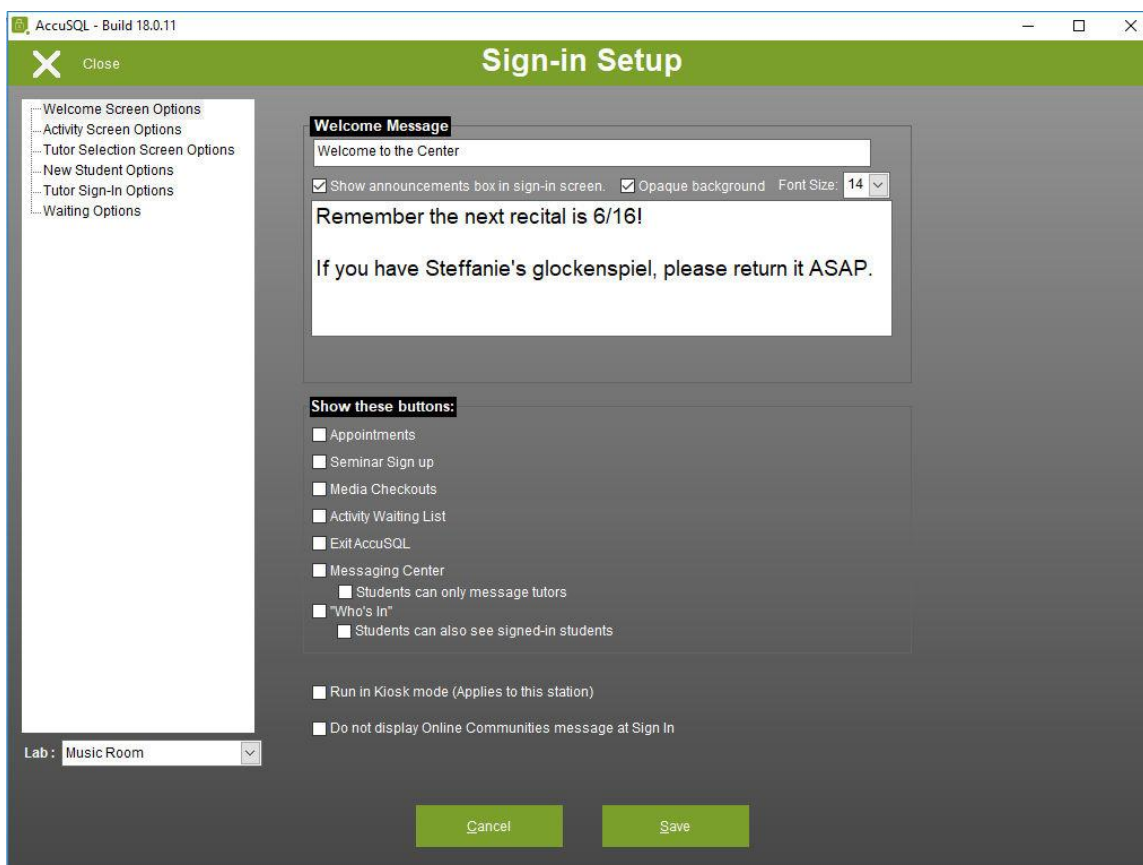 AccuSQL - Build 18.0.11
Close
Sign-in Setup
Welcome Screen Options
Activity Screen Options
Tutor Selection Screen Options
New Student Options
Tutor Sign-In Options
Waiting Options
Lab : Music Room
Welcome Message
Welcome to the Center
Show announcements box in sign-in screen. Opaque background Font Size: 14
Remember the next recital is 6/16!
If you have Steffanie's glockenspiel, please return it ASAP.
Show these buttons:
Appointments
Seminar Sign up
Media Checkouts
Activity Waiting List
Exit AccuSQL
Messaging Center
Students can only message tutors
"Who's In"
Students can also see signed-in students
Run in Kiosk mode (Applies to this station)
Do not display Online Communities message at Sign In
Cancel Save